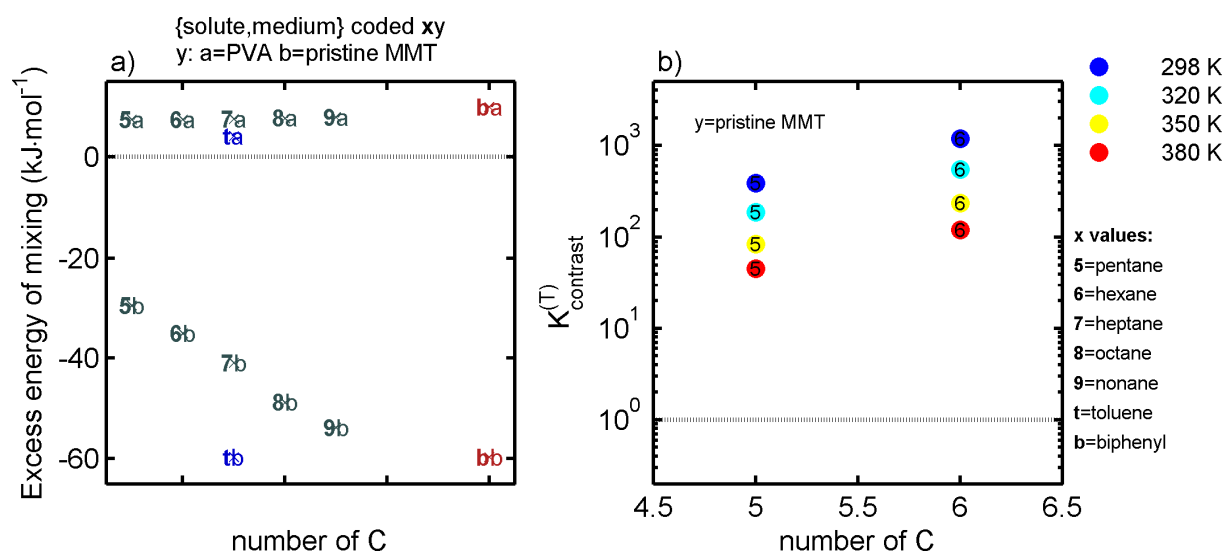 {solute,medium} coded xy
y: a=PVA b=pristine MMT
a)
Excess energy of mixing (kJ·mol⁻¹)
0
-20
-40
-60
5a
6a
7a
8a
9a
ta
ba
5b
6b
7b
8b
9b
tb
bb
number of C
b)
y=pristine MMT
K(T)contrast
10³
10²
10¹
10⁰
5
5
5
5
6
6
6
6
4.5
5
5.5
6
6.5
number of C
298 K
320 K
350 K
380 K
x values:
5=pentane
6=hexane
7=heptane
8=octane
9=nonane
t=toluene
b=biphenyl